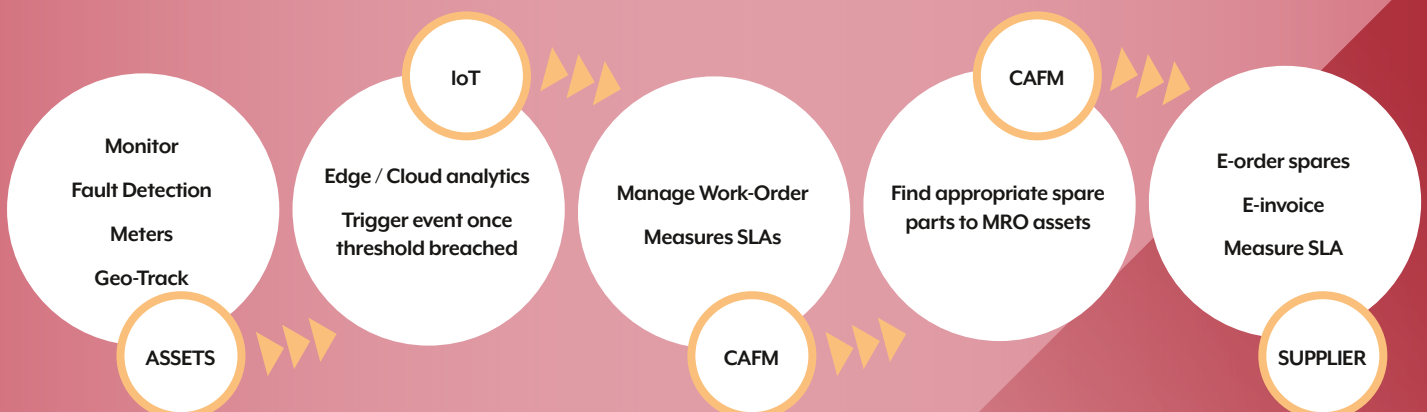 Monitor
Fault Detection
Meters
Geo-Track
ASSETS
IoT
Edge / Cloud analytics
Trigger event once
threshold breached
Manage Work-Order
Measures SLAs
CAFM
CAFM
Find appropriate spare
parts to MRO assets
E-order spares
E-invoice
Measure SLA
SUPPLIER